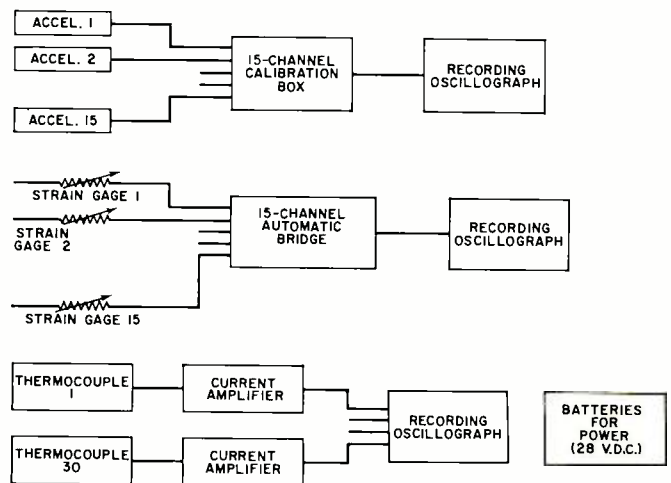 ACCEL. 1
ACCEL. 2
ACCEL. 15
15-CHANNEL
CALIBRATION
BOX
RECORDING
OSCILLOGRAPH
STRAIN GAGE 1
STRAIN
GAGE 2
STRAIN GAGE 15
15-CHANNEL
AUTOMATIC
BRIDGE
RECORDING
OSCILLOGRAPH
THERMOCOUPLE
1
CURRENT
AMPLIFIER
THERMOCOUPLE
30
CURRENT
AMPLIFIER
RECORDING
OSCILLOGRAPH
BATTERIES
FOR
POWER
(28 V.D.C.)